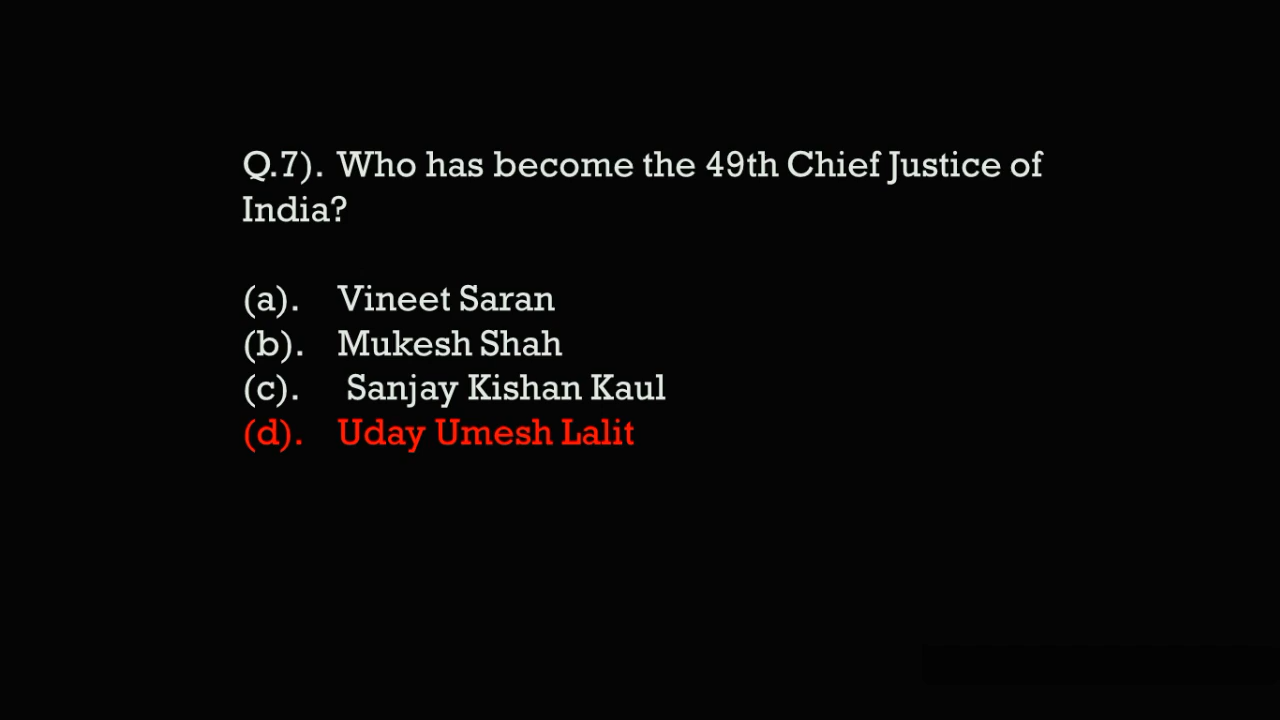 Q.7). Who has become the 49th Chief Justice of
India?
(a). Vineet Saran
(b). Mukesh Shah
(c). Sanjay Kishan Kaul
(d). Uday Umesh Lalit